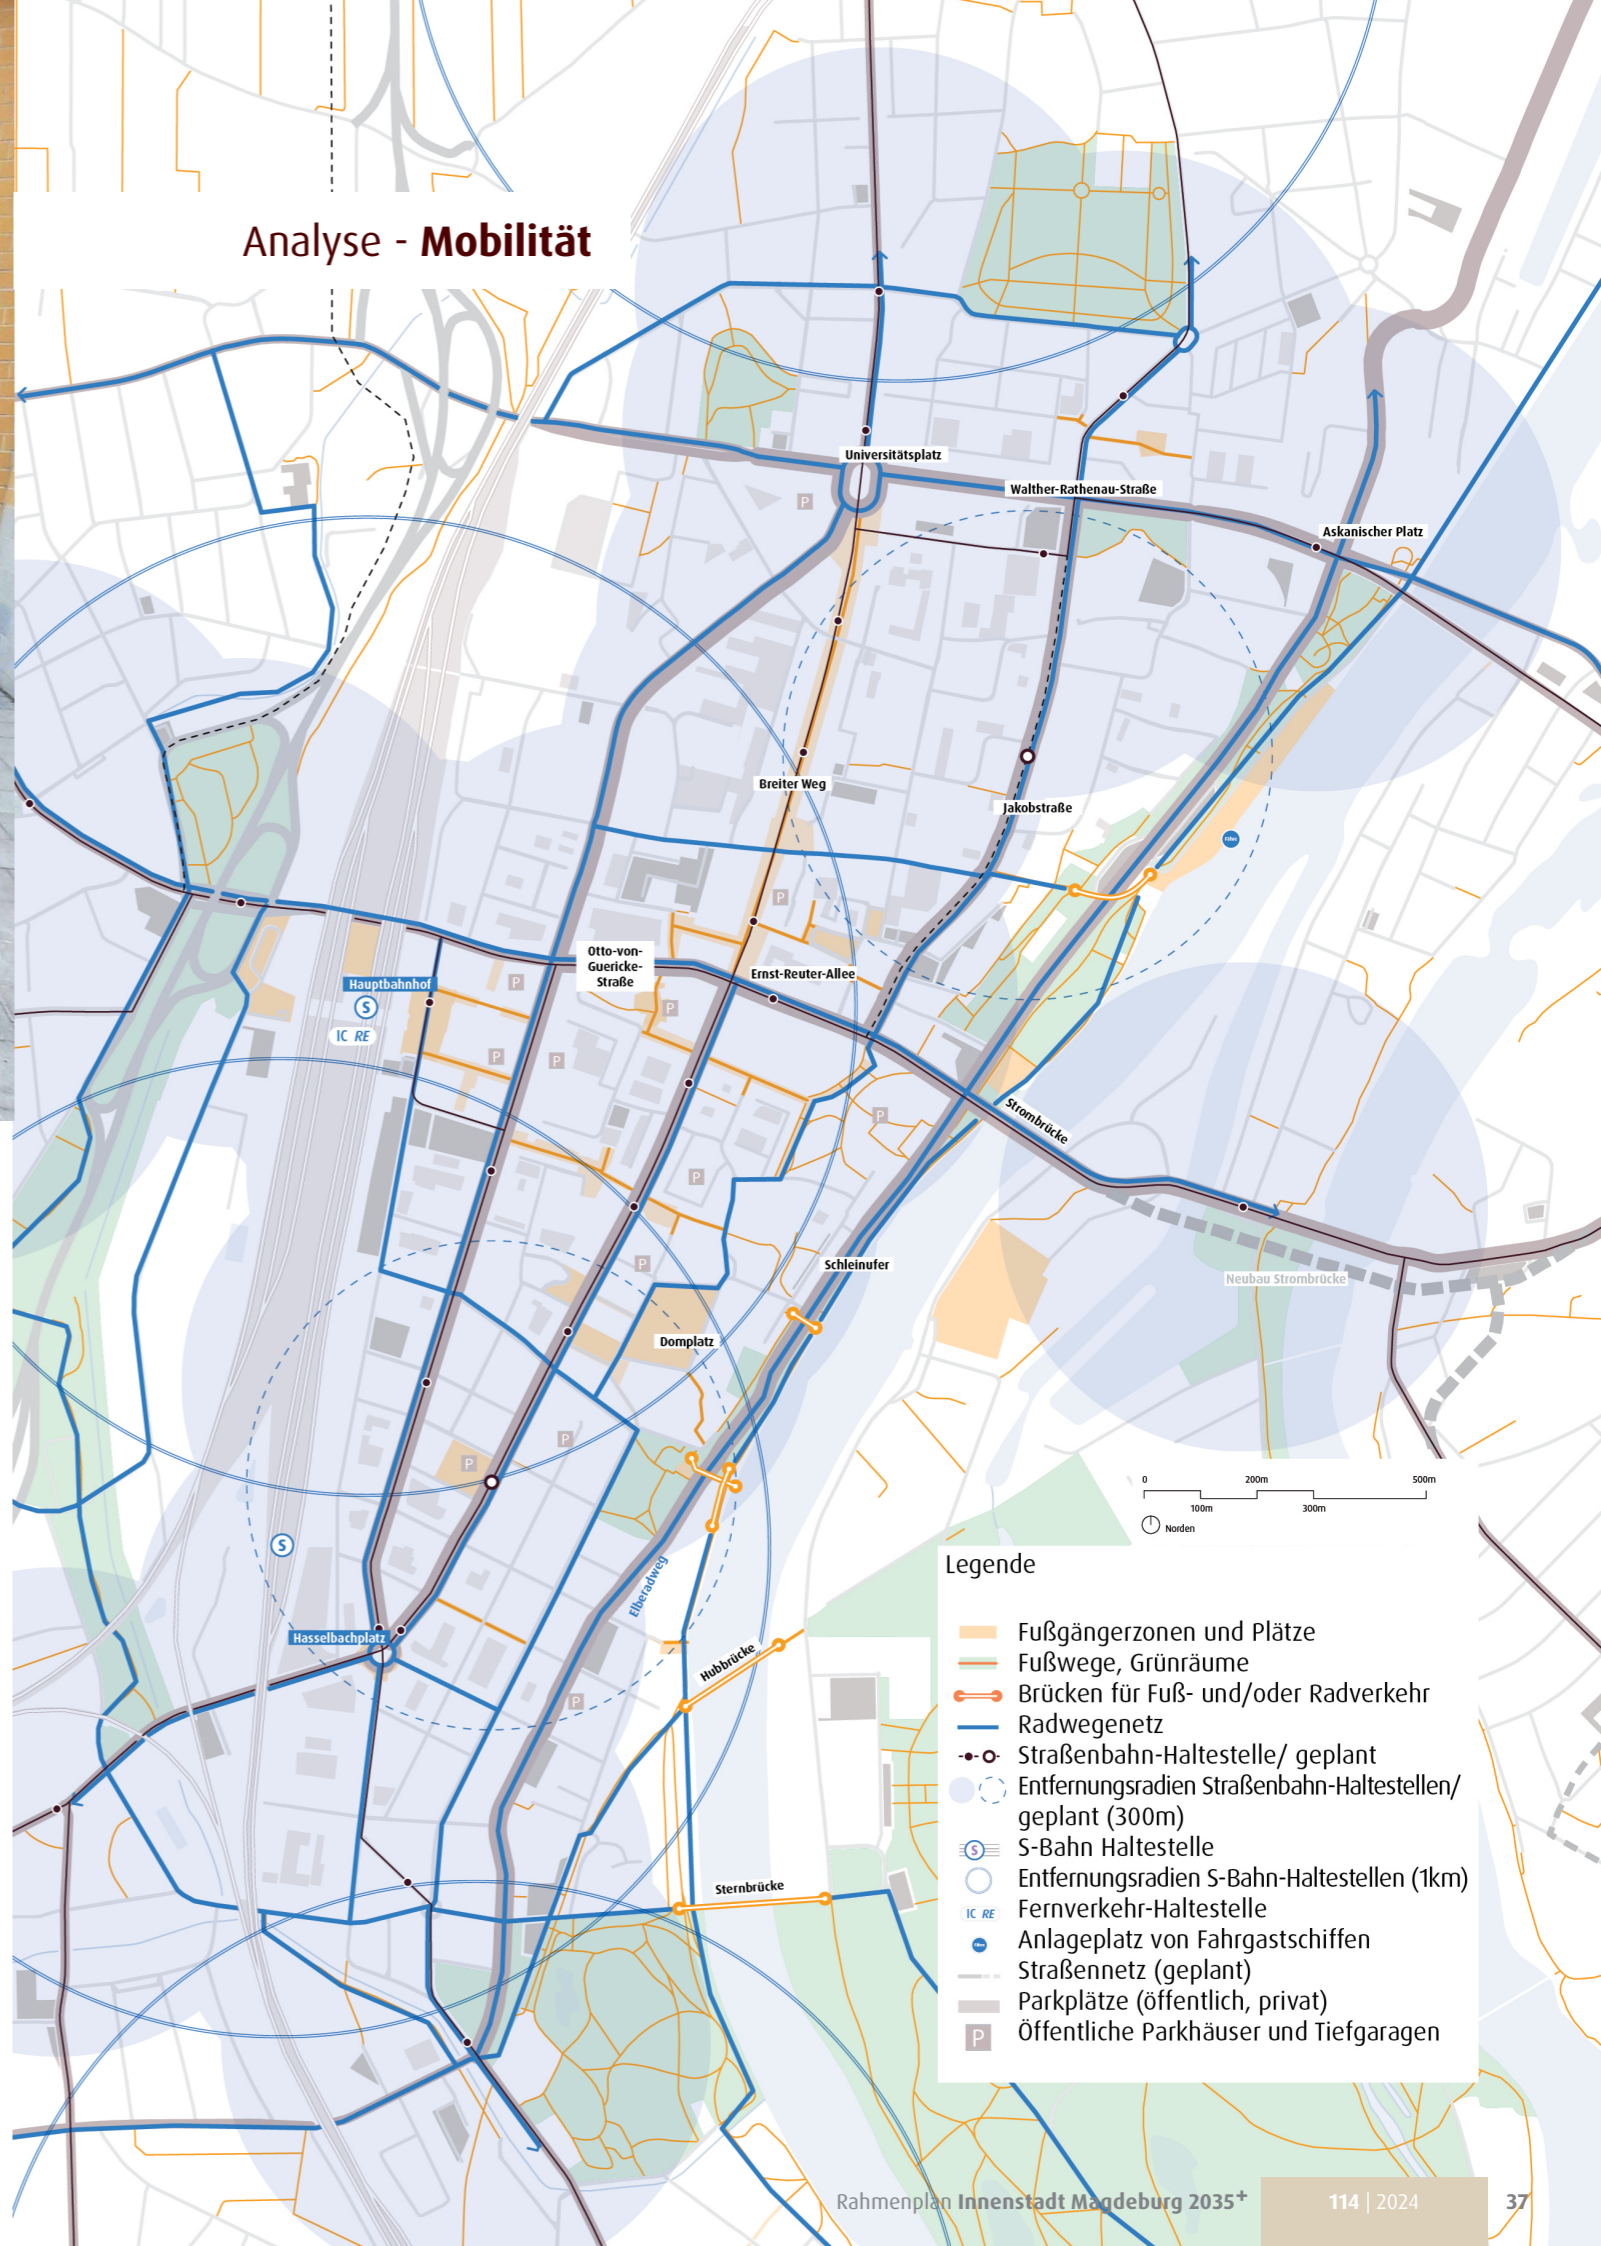 Analyse - Mobilität
Universitätsplatz
P
Walther-Rathenau-Straße
Askanischer Platz
Breiter Weg
Jakobstraße
P
Otto-von-
Guericke-
Straße
Ernst-Reuter-Allee
Hauptbahnhof
P
S
P
IC RE
P
P
P
Strombrücke
P
Schleinufer
P
Neubau Strombrücke
Domplatz
P
P
S
Elberadweg
Hasselbachplatz
Hubbrücke
P
Sternbrücke
0 200m 500m
100m 300m
Norden
Legende
Fußgängerzonen und Plätze
Fußwege, Grünräume
Brücken für Fuß- und/oder Radverkehr
Radwegenetz
Straßenbahn-Haltestelle/ geplant
Entfernungsradien Straßenbahn-Haltestellen/
geplant (300m)
S S-Bahn Haltestelle
Entfernungsradien S-Bahn-Haltestellen (1km)
IC RE Fernverkehr-Haltestelle
Anlageplatz von Fahrgastschiffen
Straßennetz (geplant)
Parkplätze (öffentlich, privat)
P Öffentliche Parkhäuser und Tiefgaragen
Rahmenplan Innenstadt Magdeburg 2035+ 114 | 2024 37